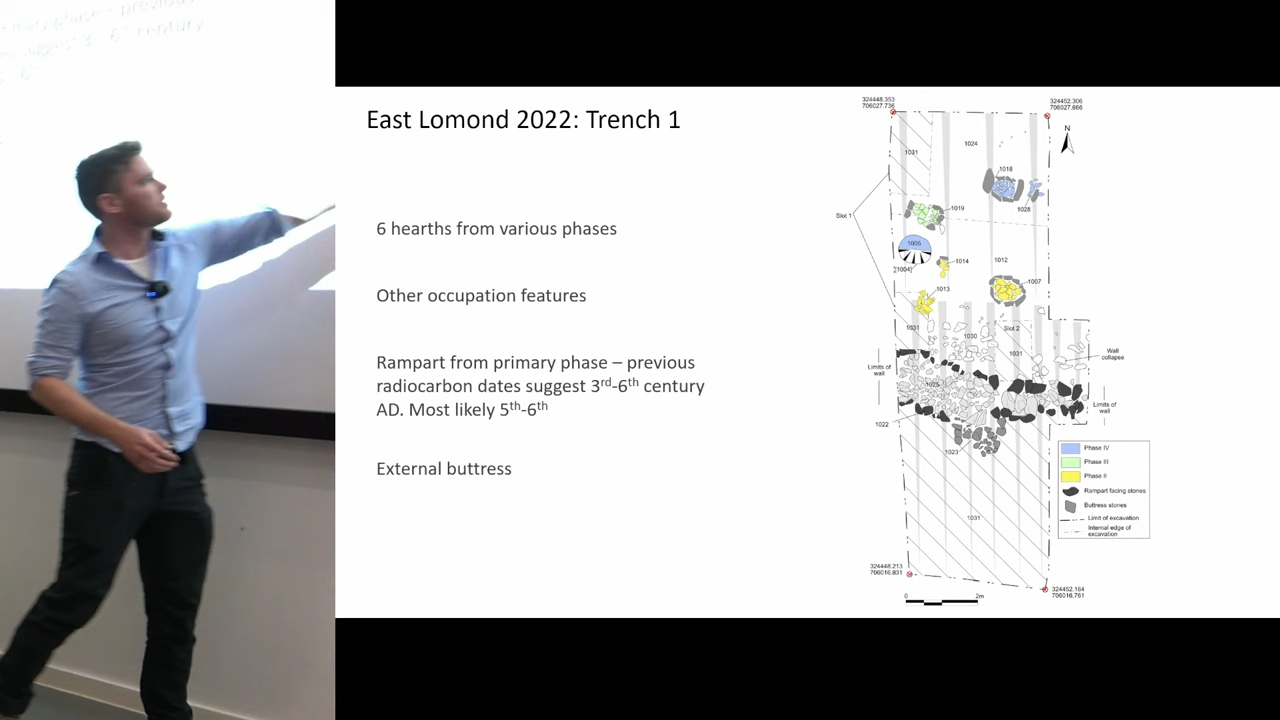 East Lomond 2022: Trench 1
6 hearths from various phases
Other occupation features
Rampart from primary phase – previous
radiocarbon dates suggest 3rd-6th century
AD. Most likely 5th-6th
External buttress
324448.353
706027.736
324452.306
706027.666
N
1031
1024
1018
1028
1019
Slot 1
1005
[1004]
1014
1012
1007
1013
1031
1030
Slot 2
1031
Wall
collapse
Limits of
wall
1025
Limits of
wall
1022
1023
1031
Phase IV
Phase III
Phase II
Rampart facing stones
Buttress stones
Limit of excavation
Internal edge of
excavation
324448.213
706016.831
324452.164
706016.761
0 2m
century